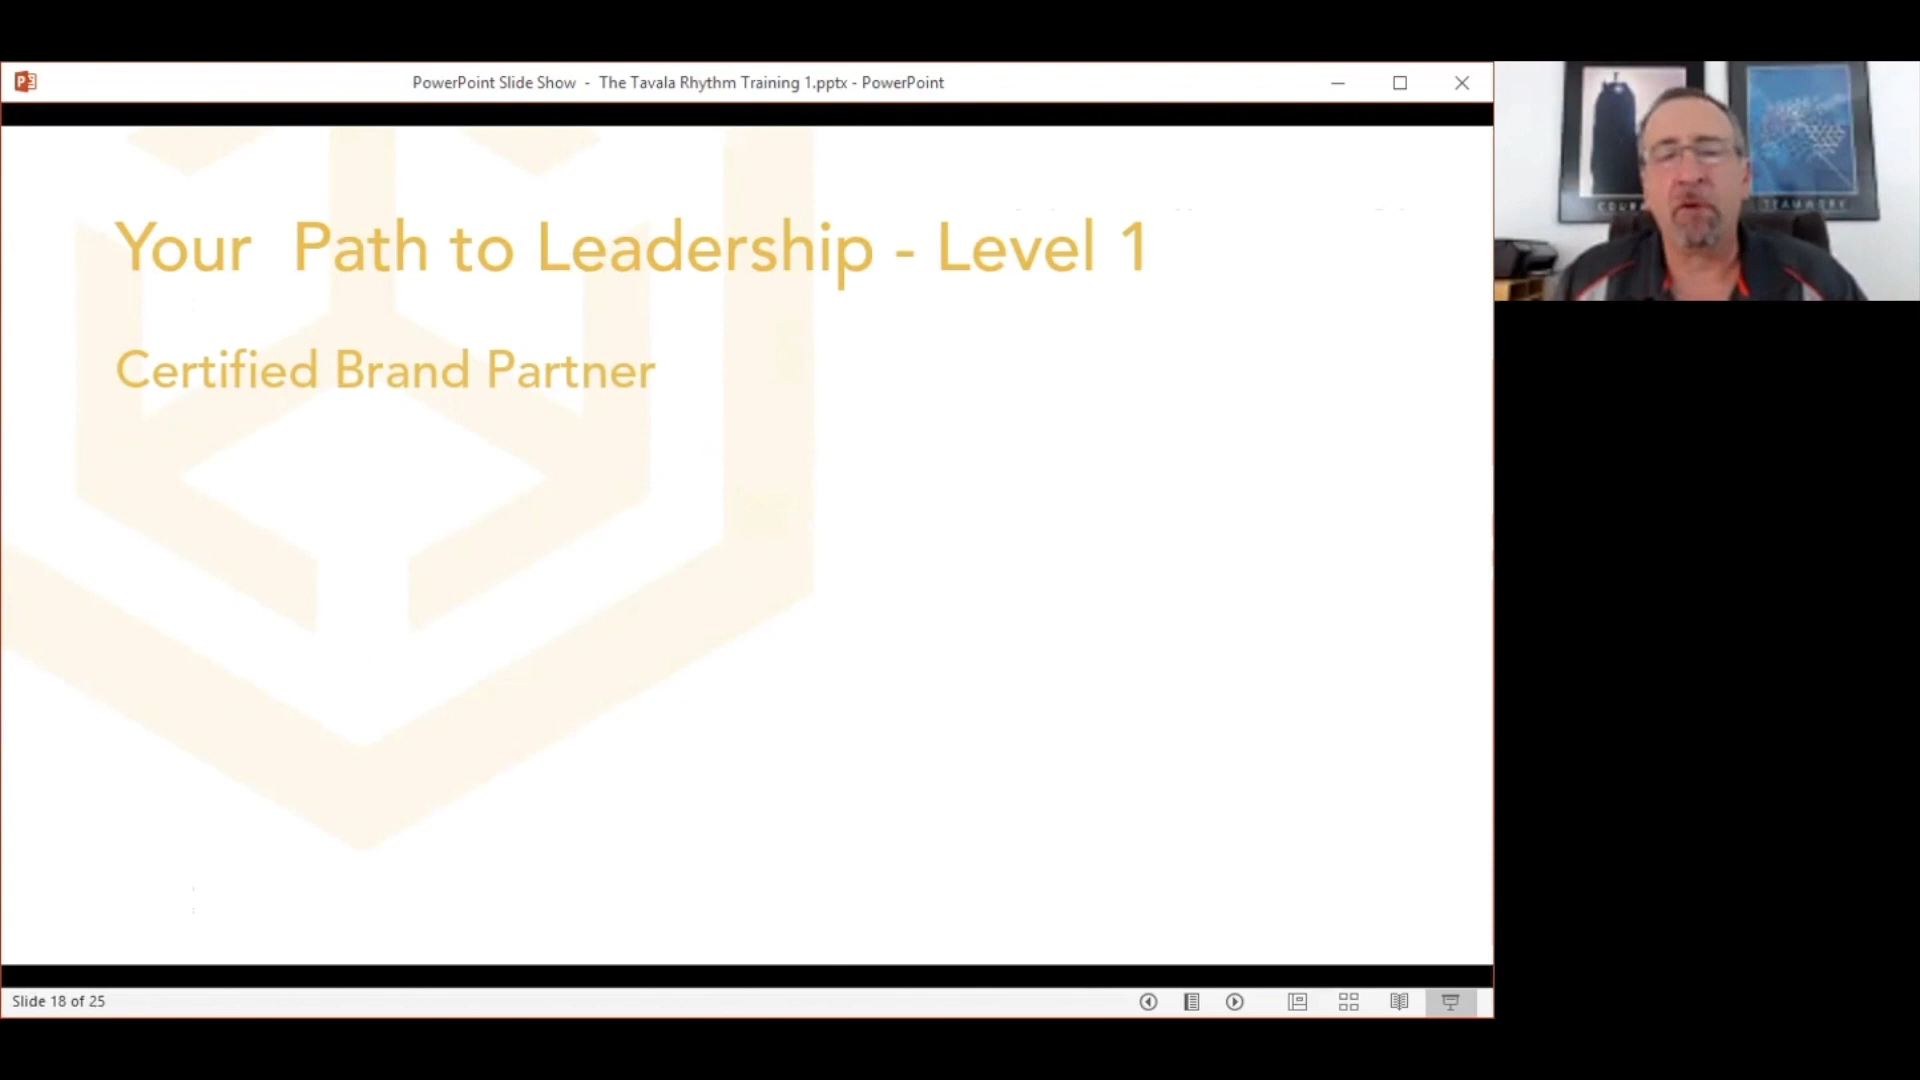 PowerPoint Slide Show - The Tavala Rhythm Training 1.pptx - PowerPoint
Your Path to Leadership - Level 1
Certified Brand Partner
TEAMWORK
Slide 18 of 25